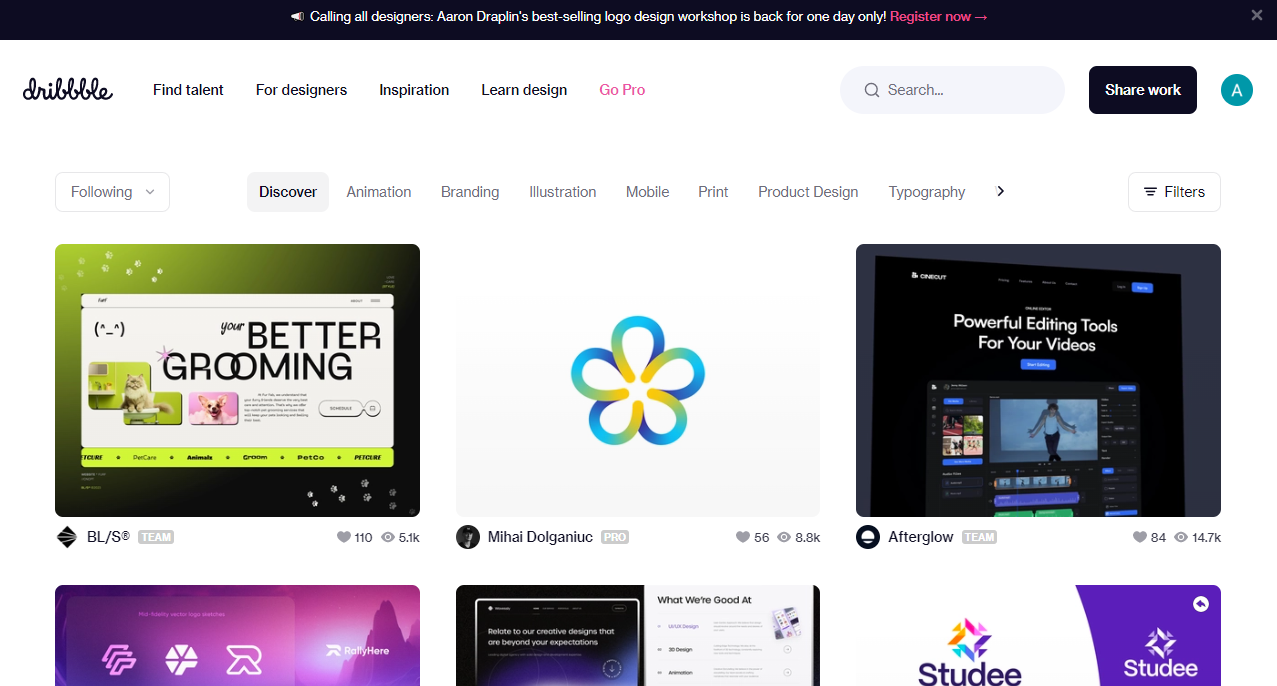 Calling all designers: Aaron Draplin's best-selling logo design workshop is back for one day only! Register now →
dribbble
Find talent
For designers
Inspiration
Learn design
Go Pro
Search...
Share work
A
Following
Discover
Animation
Branding
Illustration
Mobile
Print
Product Design
Typography
Filters
(^_^)
your BETTER
GROOMING
SCHEDULE
PetCare
Animals
Groom
PetCo
PETCURE
BL/S® TEAM
110
5.1k
Mihai Dolganiuc PRO
56
8.8k
CINECUT
Powerful Editing Tools
For Your Videos
Start Editing
Afterglow TEAM
84
14.7k
High-fidelity vector logo sketches
RallyHere
Relate to our creative designs that
are beyond your expectations
What We're Good At
UI/UX Design
3D Design
Animation
Studee
Studee